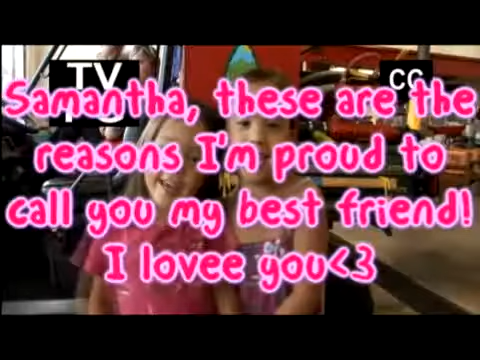 TV
CC
Samantha, these are the
reasons I'm proud to
call you my best friend!
I lovee you<3